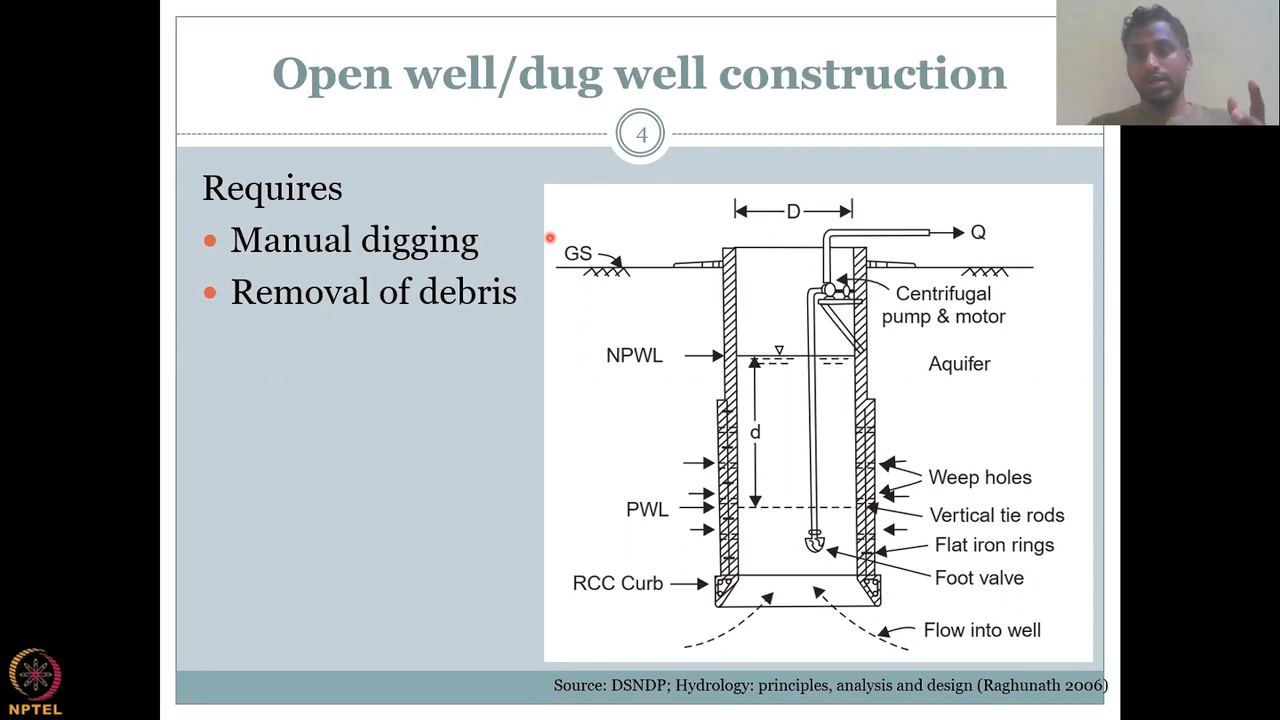 Open well/dug well construction
4
Requires
• Manual digging
• Removal of debris
D
Q
GS
Centrifugal
pump & motor
NPWL
Aquifer
d
Weep holes
PWL
Vertical tie rods
Flat iron rings
Foot valve
RCC Curb
Flow into well
Source: DSNDP; Hydrology: principles, analysis and design (Raghunath 2006)
NPTEL